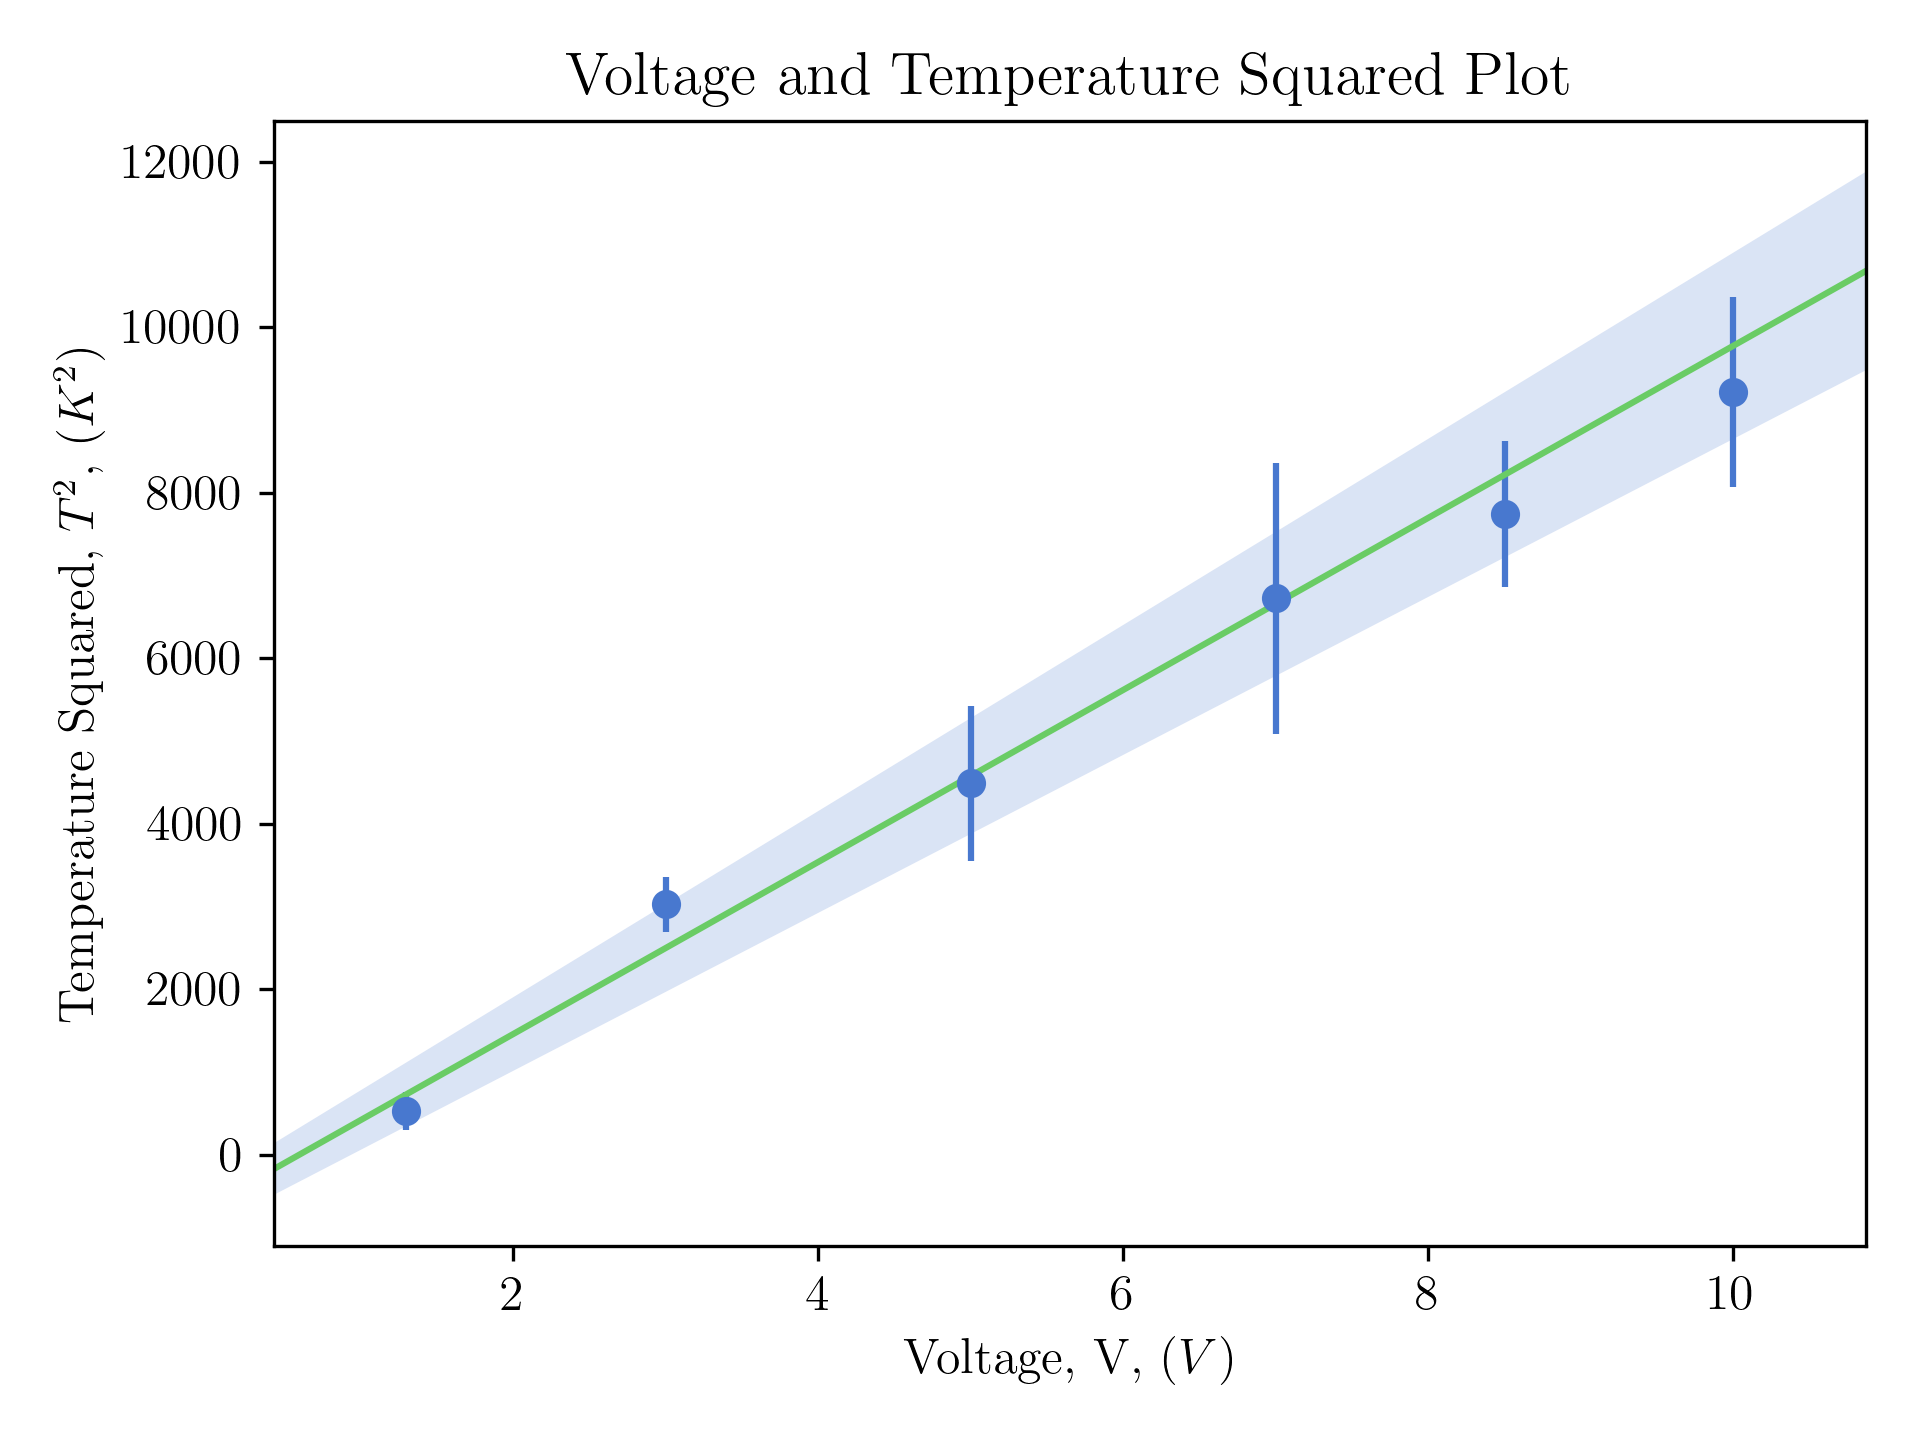 Voltage and Temperature Squared Plot
12000
10000
8000
6000
4000
2000
0
Temperature Squared, T², (K²)
2 4 6 8 10
Voltage, V, (V)